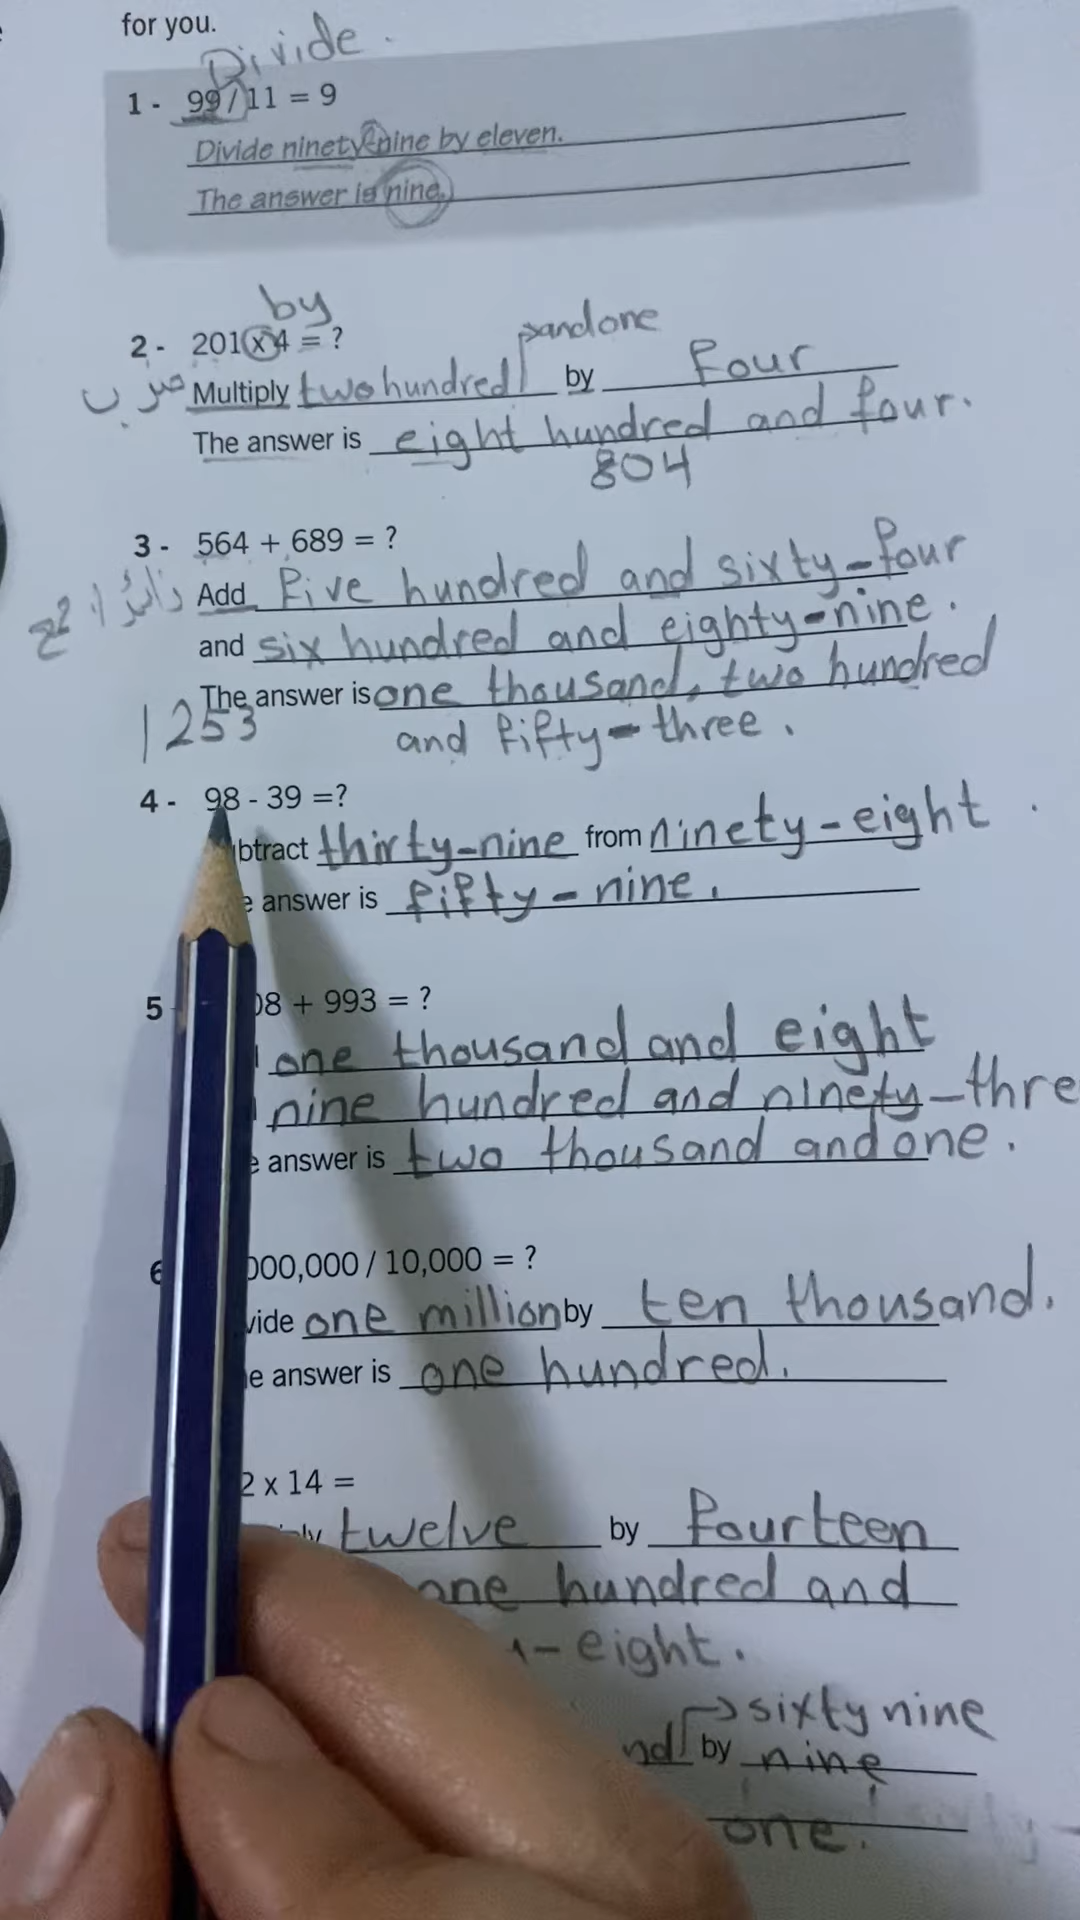 for you.
Divide.
1 - 99 / 11 = 9
Divide ninety-nine by eleven.
The answer is nine.
by
and one
2 - 201 x 4 = ?
ضرب Multiply two hundred by four
The answer is eight hundred and four.
804
3 - 564 + 689 = ?
Add five hundred and sixty-four
and six hundred and eighty-nine.
The answer is one thousand, two hundred
1253 and fifty-three.
4 - 98 - 39 =?
btract thirty-nine from ninety-eight
answer is fifty-nine.
5 08 + 993 = ?
one thousand and eight
nine hundred and ninety-thre
answer is two thousand and one.
6 000,000 / 10,000 = ?
vide one million by ten thousand.
e answer is one hundred.
2 x 14 =
ply twelve by fourteen
one hundred and
-eight.
sixty nine
nd by nine
one.